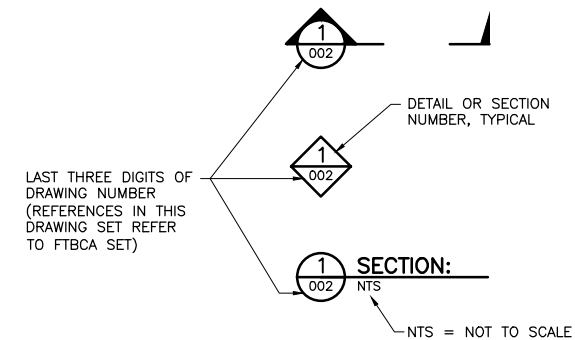 1
002
DETAIL OR SECTION
NUMBER, TYPICAL
1
002
LAST THREE DIGITS OF
DRAWING NUMBER
(REFERENCES IN THIS
DRAWING SET REFER
TO FTBCA SET)
1
002
SECTION:
NTS
NTS = NOT TO SCALE